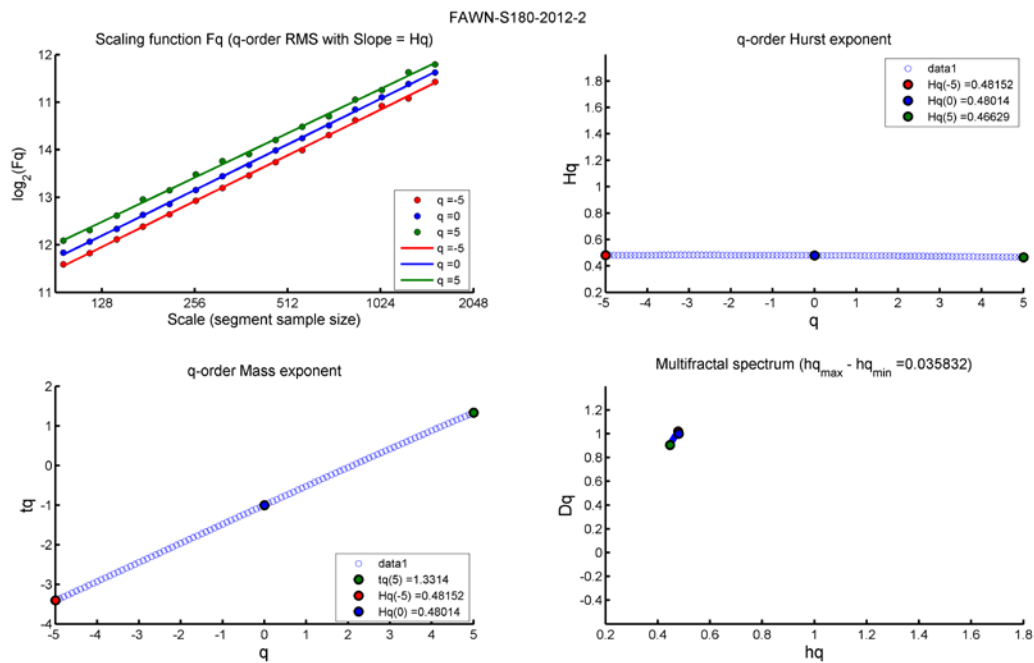 FAWN-S180-2012-2
Scaling function Fq (q-order RMS with Slope = Hq)
12
11
14
13
12
11
log2(Fq)
128 256 512 1024 2048
Scale (segment sample size)
q =-5
q =0
q =5
q =-5
q =0
q =5
q-order Hurst exponent
1.8
1.6
1.4
1.2
1
0.8
0.6
0.4
0.2
Hq
-5 -4 -3 -2 -1 0 1 2 3 4 5
q
data1
Hq(-5) =0.48152
Hq(0) =0.48014
Hq(5) =0.46629
q-order Mass exponent
2
1
0
-1
-2
-3
-4
tq
-5 -4 -3 -2 -1 0 1 2 3 4 5
q
data1
tq(5) =1.3314
Hq(-5) =0.48152
Hq(0) =0.48014
Multifractal spectrum (hqmax - hqmin =0.035832)
1.2
1
0.8
0.6
0.4
0.2
0
-0.2
-0.4
Dq
0.2 0.4 0.6 0.8 1 1.2 1.4 1.6 1.8
hq